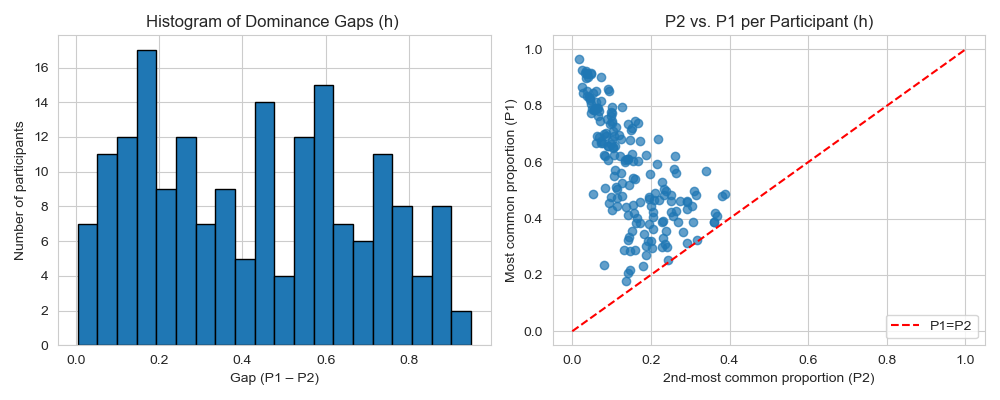 Histogram of Dominance Gaps (h)
Number of participants
16
14
12
10
8
6
4
2
0
0.0 0.2 0.4 0.6 0.8
Gap (P1 – P2)
P2 vs. P1 per Participant (h)
Most common proportion (P1)
1.0
0.8
0.6
0.4
0.2
0.0
P1=P2
0.0 0.2 0.4 0.6 0.8 1.0
2nd-most common proportion (P2)